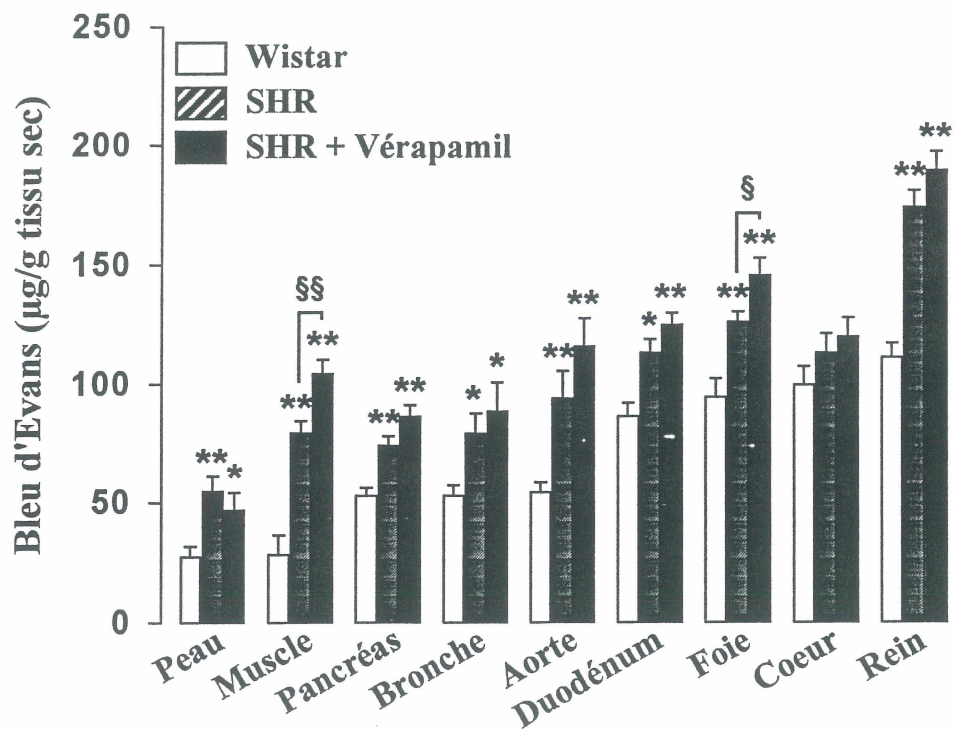 250
200
150
100
50
0
Bleu d'Evans (µg/g tissu sec)
Wistar
SHR
SHR + Vérapamil
** *
** ** §§
** **
* *
** **
* **
** ** §
** **
Peau
Muscle
Pancréas
Bronche
Aorte
Duodénum
Foie
Coeur
Rein